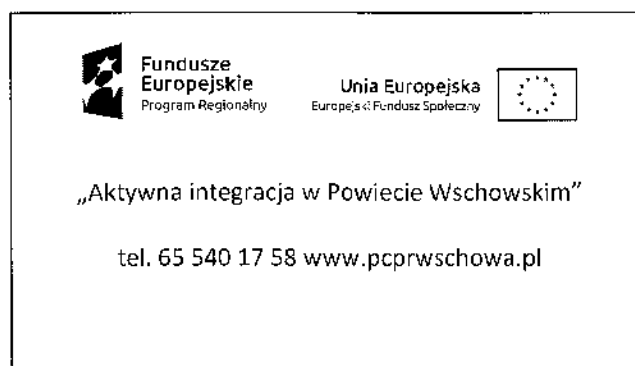 Fundusze
Europejskie
Program Regionalny
Unia Europejska
Europejski Fundusz Społeczny
„Aktywna integracja w Powiecie Wschowskim”
tel. 65 540 17 58 www.pcprwschowa.pl